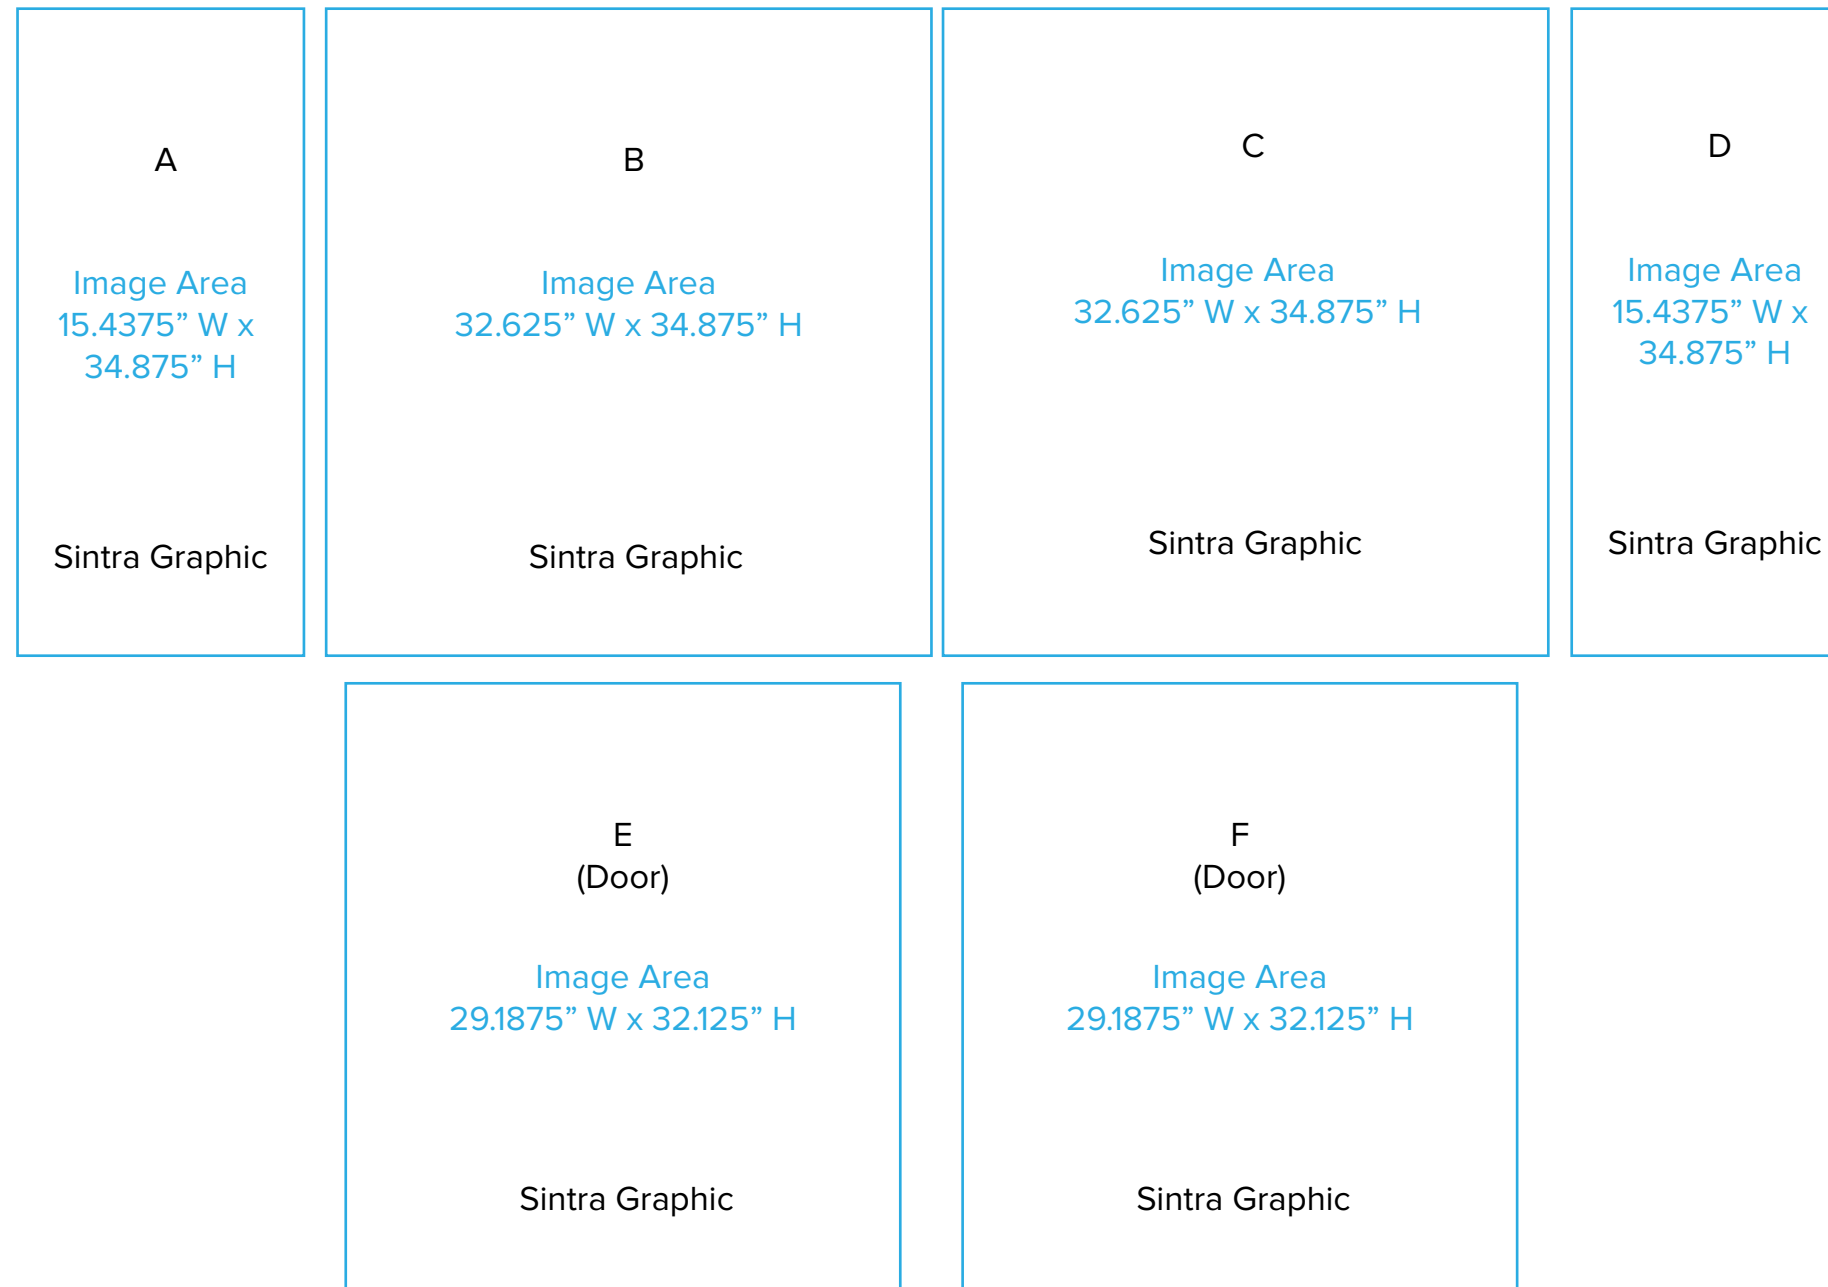 A
Image Area
15.4375” W x
34.875” H
Sintra Graphic
B
Image Area
32.625” W x 34.875” H
Sintra Graphic
C
Image Area
32.625” W x 34.875” H
Sintra Graphic
D
Image Area
15.4375” W x
34.875” H
Sintra Graphic
E
(Door)
Image Area
29.1875” W x 32.125” H
Sintra Graphic
F
(Door)
Image Area
29.1875” W x 32.125” H
Sintra Graphic